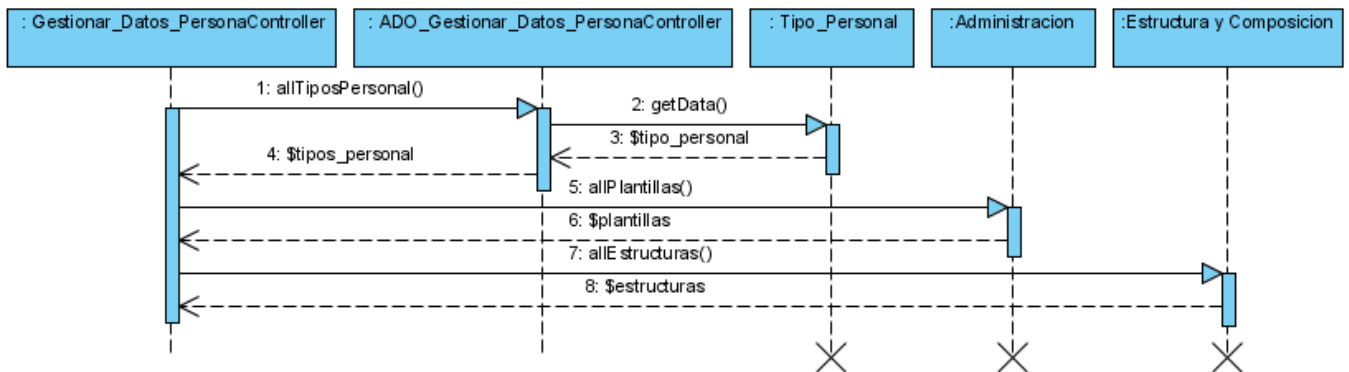 : Gestionar_Datos_PersonaController
: ADO_Gestionar_Datos_PersonaController
: Tipo_Personal
:Administracion
:Estructura y Composicion
1: allTiposPersonal()
2: getData()
3: $tipo_personal
4: $tipos_personal
5: allPlantillas()
6: $plantillas
7: allEstructuras()
8: $estructuras